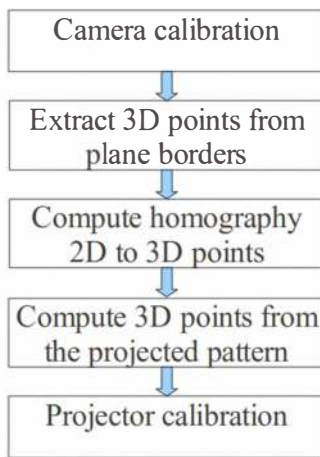 Camera calibration
Extract 3D points from
plane borders
Compute homography
2D to 3D points
Compute 3D points from
the projected pattern
Projector calibration